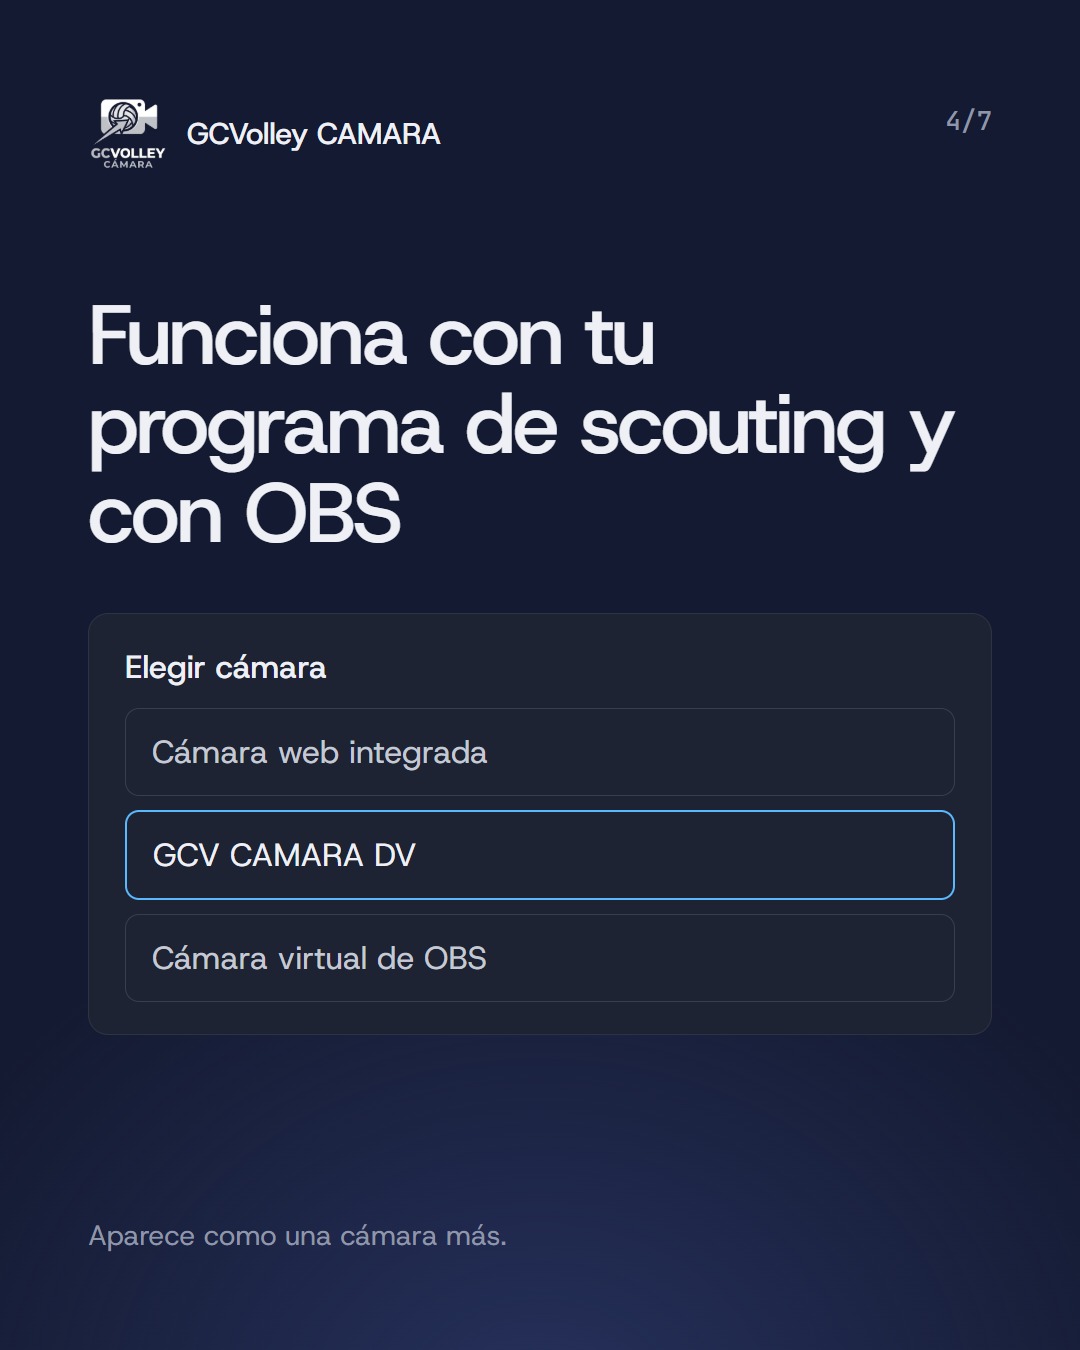 GCVOLLEY
CÁMARA
GCVolley CAMARA
4/7
Funciona con tu
programa de scouting y
con OBS
Elegir cámara
Cámara web integrada
GCV CAMARA DV
Cámara virtual de OBS
Aparece como una cámara más.